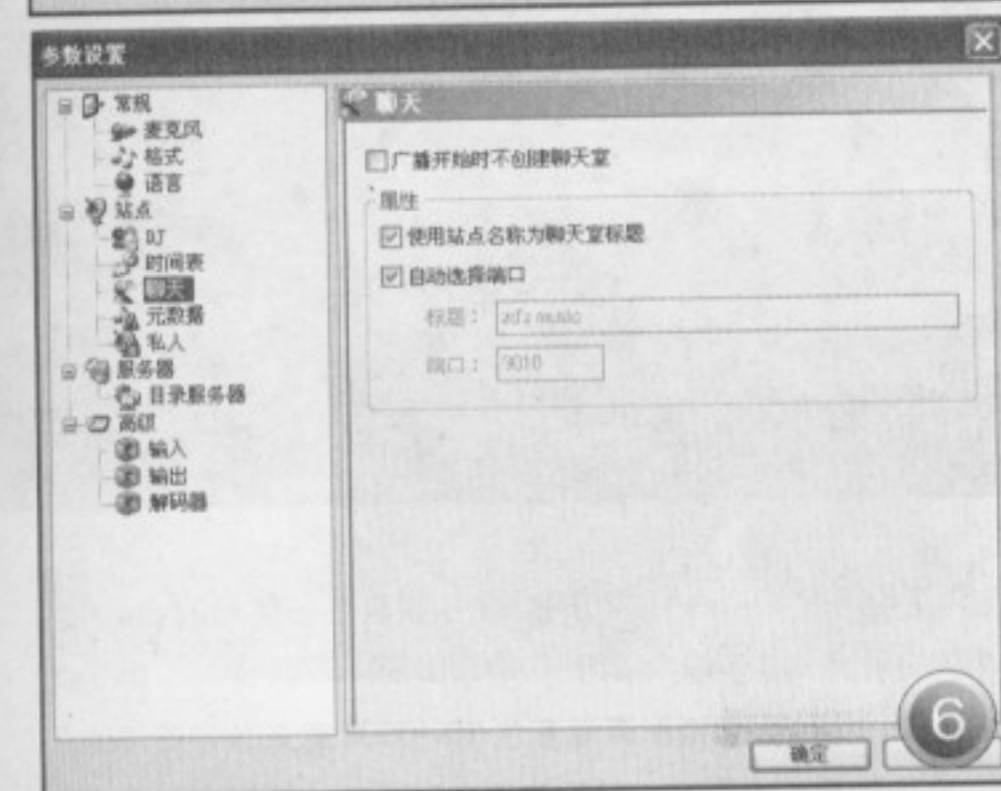 参数设置
常规
麦克风
格式
语言
站点
DJ
时间表
聊天
元数据
私人
服务器
目录服务器
高级
输入
输出
解码器
聊天
广播开始时不创建聊天室
属性
使用站点名称为聊天室标题
自动选择端口
标题：
端口： 9010
确定
6